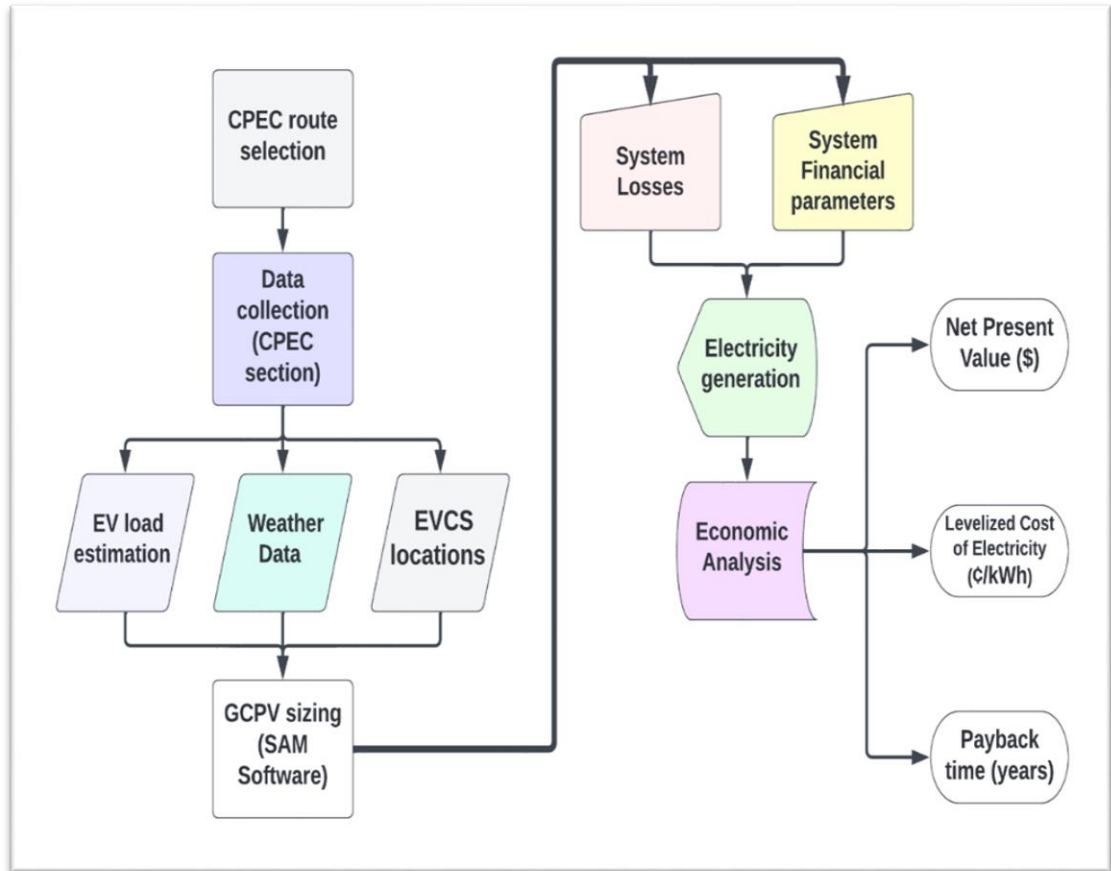 CPEC route
selection
Data
collection
(CPEC
section)
EV load
estimation
Weather
Data
EVCS
locations
GCPV sizing
(SAM
Software)
System
Losses
System
Financial
parameters
Electricity
generation
Economic
Analysis
Net Present
Value ($)
Levelized Cost
of Electricity
(¢/kWh)
Payback
time (years)